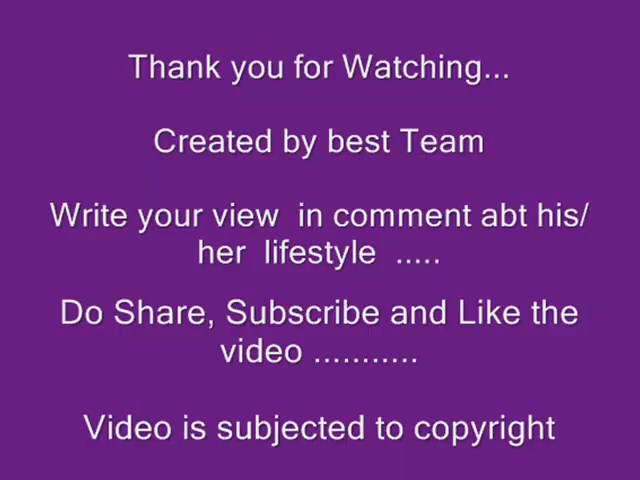 Thank you for Watching...
Created by best Team
Write your view  in comment abt his/
her  lifestyle  .....
Do Share, Subscribe and Like the
video ...........
Video is subjected to copyright